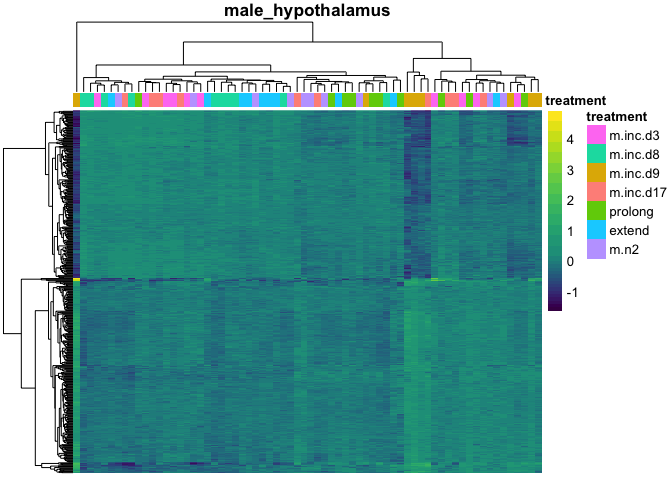 male_hypothalamus
treatment
4
3
2
1
0
-1
treatment
m.inc.d3
m.inc.d8
m.inc.d9
m.inc.d17
prolong
extend
m.n2